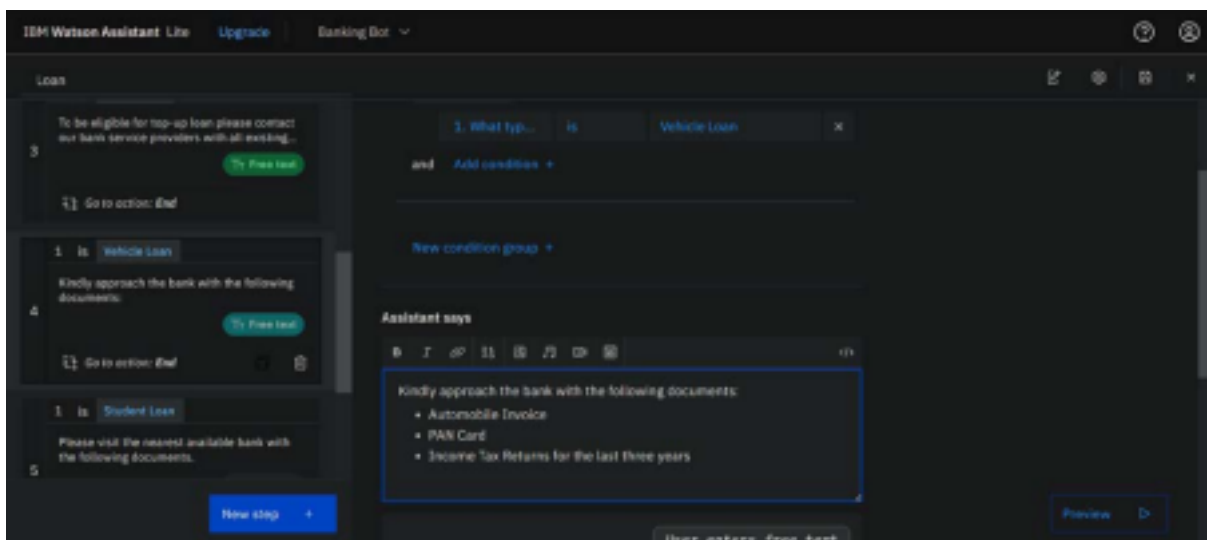 IBM Watson Assistant Lite Upgrade Banking Bot
Loan
To be eligible for top-up loan please contact
our bank service providers with all existing...
3
Free text
Go to action: End
1 is Vehicle Loan
Kindly approach the bank with the following
documents:
4
Free text
Go to action: End
1 is Student Loan
Please visit the nearest available bank with
the following documents.
5
New step +
1. What typ... is Vehicle Loan ×
and Add condition +
New condition group +
Assistant says
B I
Kindly approach the bank with the following documents:
• Automobile Invoice
• PAN Card
• Income Tax Returns for the last three years
User enters free text
Preview